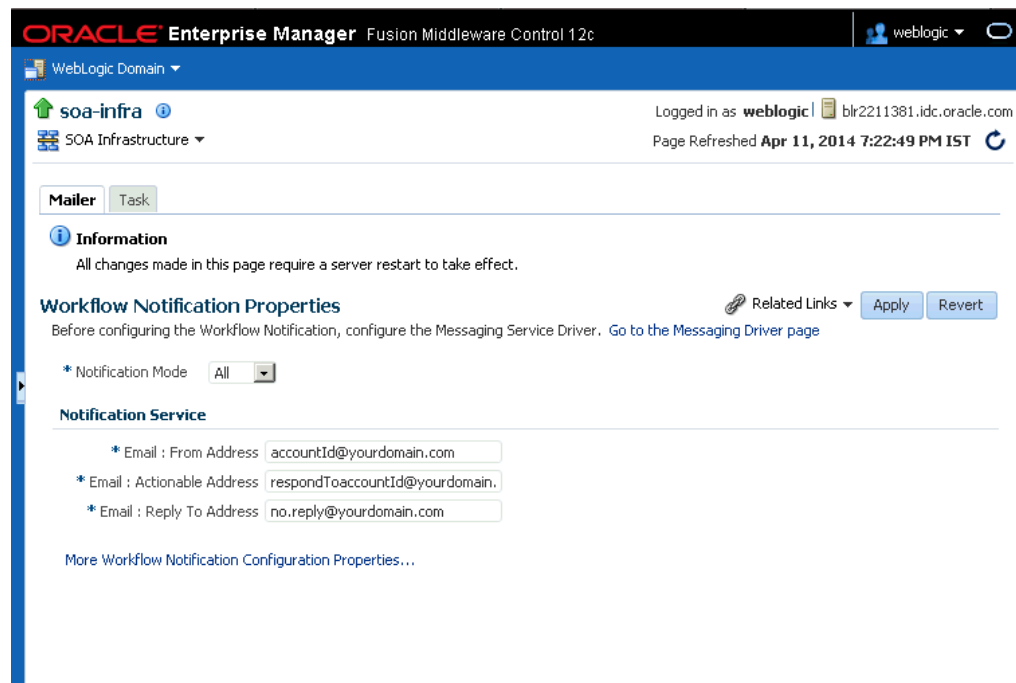 ORACLE Enterprise Manager Fusion Middleware Control 12c weblogic
WebLogic Domain
soa-infra Logged in as weblogic | blr2211381.idc.oracle.com
SOA Infrastructure Page Refreshed Apr 11, 2014 7:22:49 PM IST
Mailer Task
Information
All changes made in this page require a server restart to take effect.
Workflow Notification Properties Related Links Apply Revert
Before configuring the Workflow Notification, configure the Messaging Service Driver. Go to the Messaging Driver page
* Notification Mode All
Notification Service
* Email : From Address accountId@yourdomain.com
* Email : Actionable Address respondToaccountId@yourdomain.
* Email : Reply To Address no.reply@yourdomain.com
More Workflow Notification Configuration Properties...